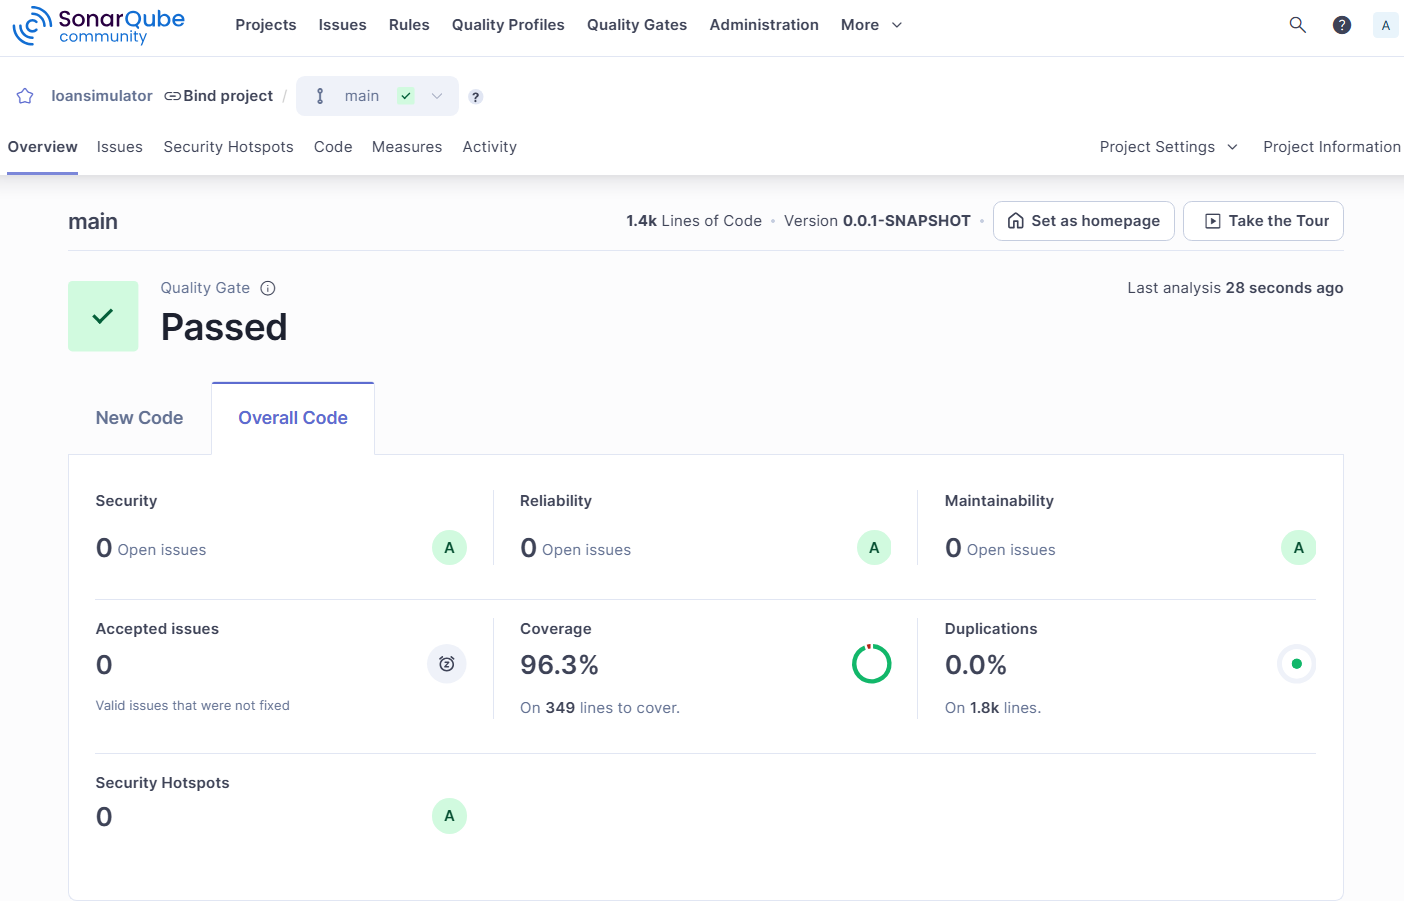 SonarQube community Projects Issues Rules Quality Profiles Quality Gates Administration More ? A
loansimulator Bind project / main ?
Overview Issues Security Hotspots Code Measures Activity Project Settings Project Information
main 1.4k Lines of Code • Version 0.0.1-SNAPSHOT • Set as homepage Take the Tour
Quality Gate Last analysis 28 seconds ago
Passed
New Code Overall Code
Security Reliability Maintainability
0 Open issues A 0 Open issues A 0 Open issues A
Accepted issues Coverage Duplications
0 96.3% 0.0%
Valid issues that were not fixed On 349 lines to cover. On 1.8k lines.
Security Hotspots
0 A